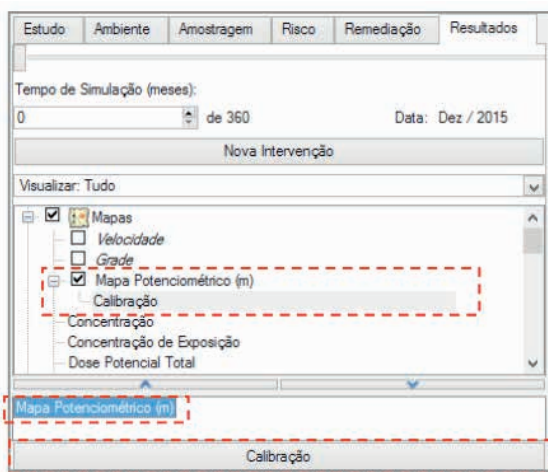 Estudo Ambiente Amostragem Risco Remediação Resultados
Tempo de Simulação (meses):
0 de 360 Data: Dez / 2015
Nova Intervenção
Visualizar: Tudo
Mapas
Velocidade
Grade
Mapa Potenciométrico (m)
Calibração
Concentração
Concentração de Exposição
Dose Potencial Total
Mapa Potenciométrico (m)
Calibração